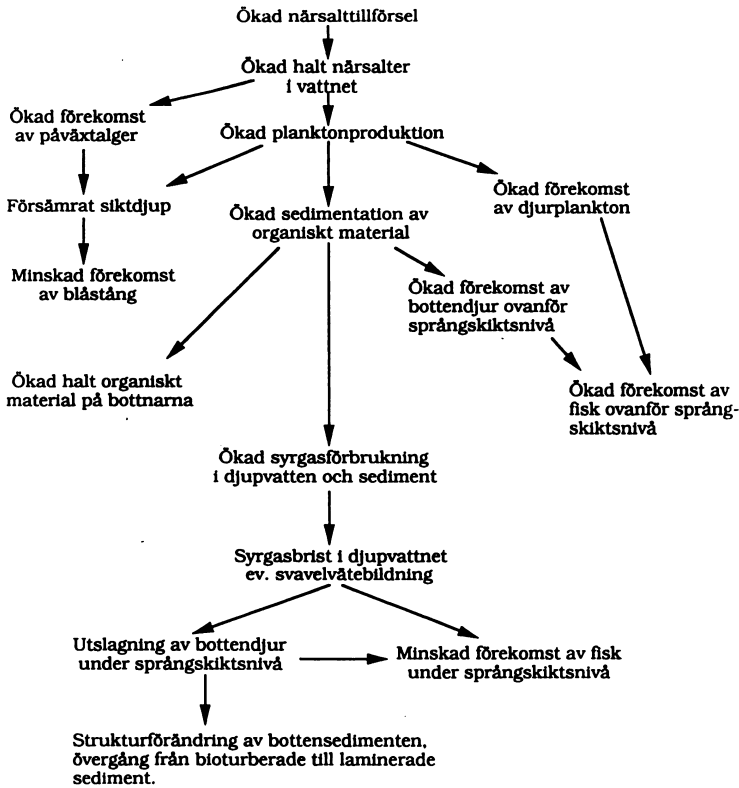 Ökad närsalttillförsel
Ökad halt närsalter
i vattnet
Ökad förekomst
av påväxtalger
Ökad planktonproduktion
Försämrat siktdjup
Ökad sedimentation av
organiskt material
Ökad förekomst
av djurplankton
Minskad förekomst
av blåstång
Ökad förekomst av
bottendjur ovanför
språngskiktsnivå
Ökad halt organiskt
material på bottnarna
Ökad förekomst av
fisk ovanför språng-
skiktsnivå
Ökad syrgasförbrukning
i djupvatten och sediment
Syrgasbrist i djupvattnet
ev. svavelvätebildning
Utslagning av bottendjur
under språngskiktsnivå
Minskad förekomst av fisk
under språngskiktsnivå
Strukturförändring av bottensedimenten,
övergång från bioturberade till laminerade
sediment.